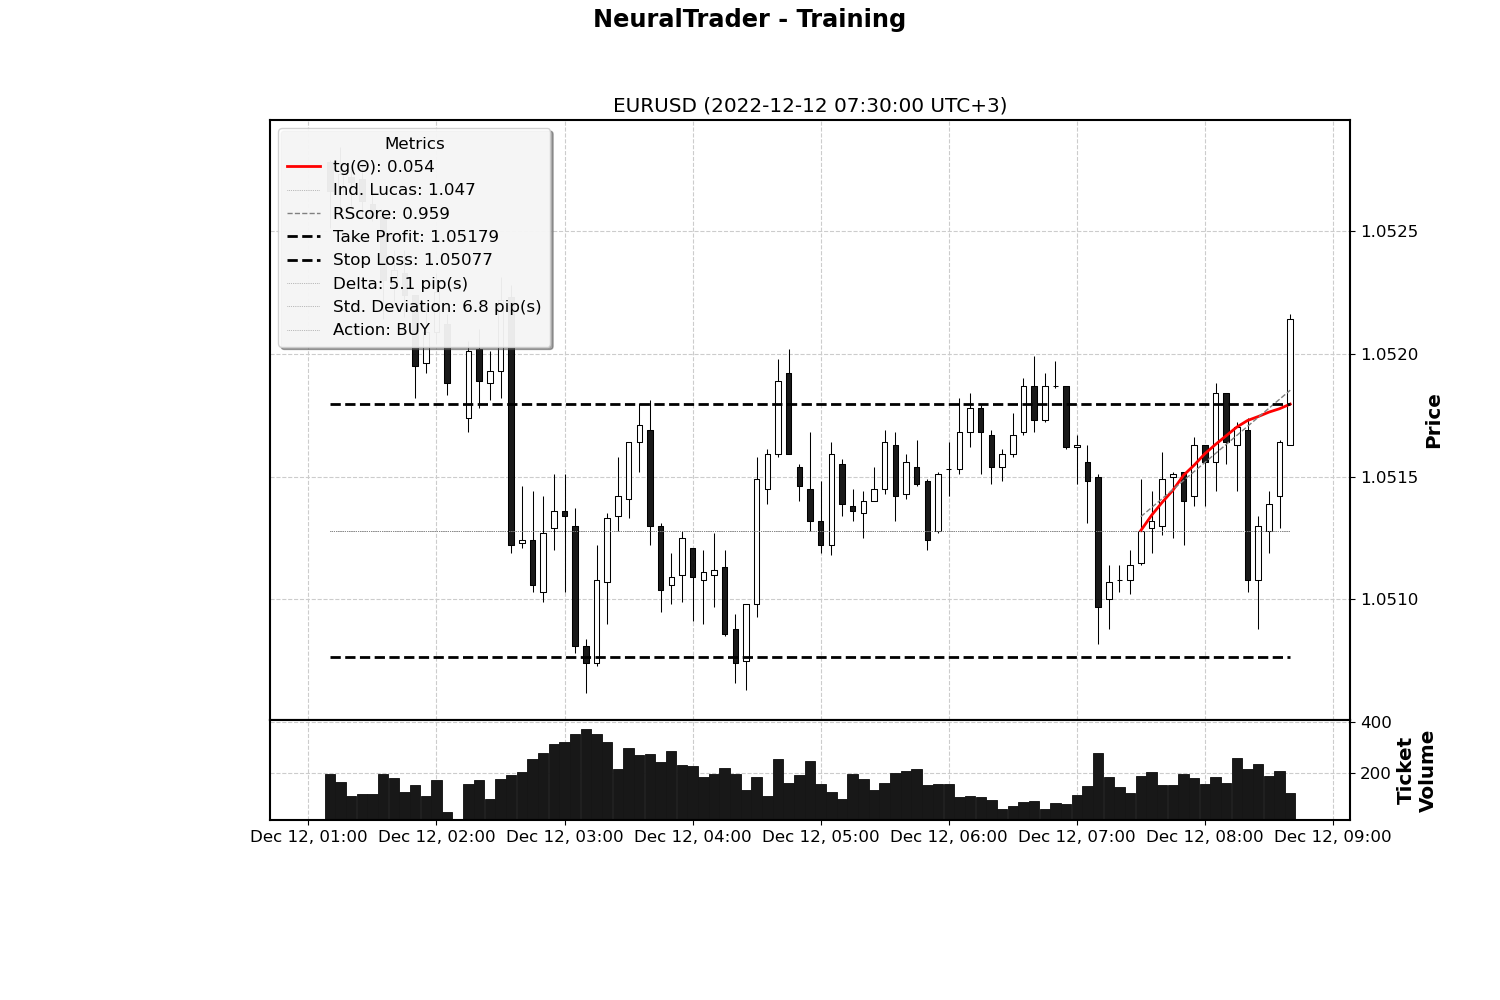 NeuralTrader - Training
EURUSD (2022-12-12 07:30:00 UTC+3)
Metrics
tg(Θ): 0.054
Ind. Lucas: 1.047
RScore: 0.959
Take Profit: 1.05179
Stop Loss: 1.05077
Delta: 5.1 pip(s)
Std. Deviation: 6.8 pip(s)
Action: BUY
1.0525
1.0520
1.0515
1.0510
Price
400
200
Ticket
Volume
Dec 12, 01:00
Dec 12, 02:00
Dec 12, 03:00
Dec 12, 04:00
Dec 12, 05:00
Dec 12, 06:00
Dec 12, 07:00
Dec 12, 08:00
Dec 12, 09:00